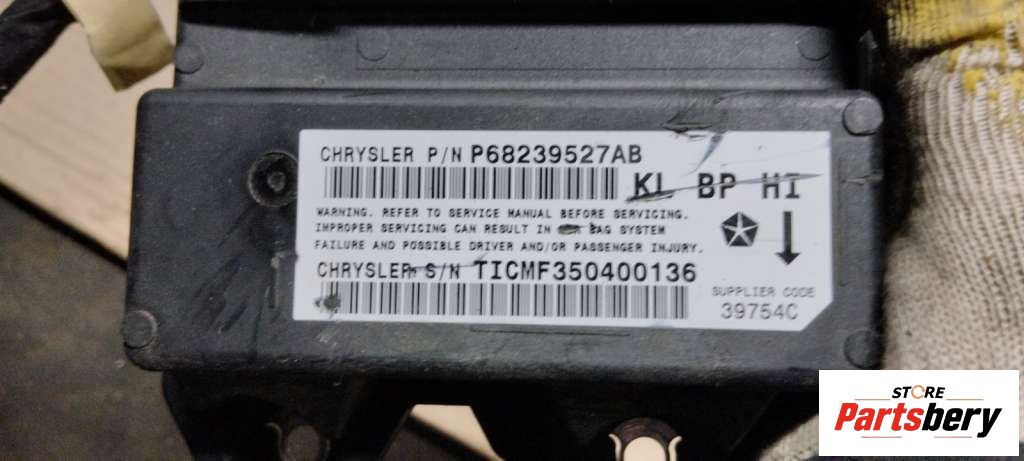 CHRYSLER P/N P68239527AB
KL BP HI
WARNING. REFER TO SERVICE MANUAL BEFORE SERVICING.
IMPROPER SERVICING CAN RESULT IN BAG SYSTEM
FAILURE AND POSSIBLE DRIVER AND/OR PASSENGER INJURY.
CHRYSLER S/N TICMF350400136
SUPPLIER CODE
39754C
STORE
Partsbery